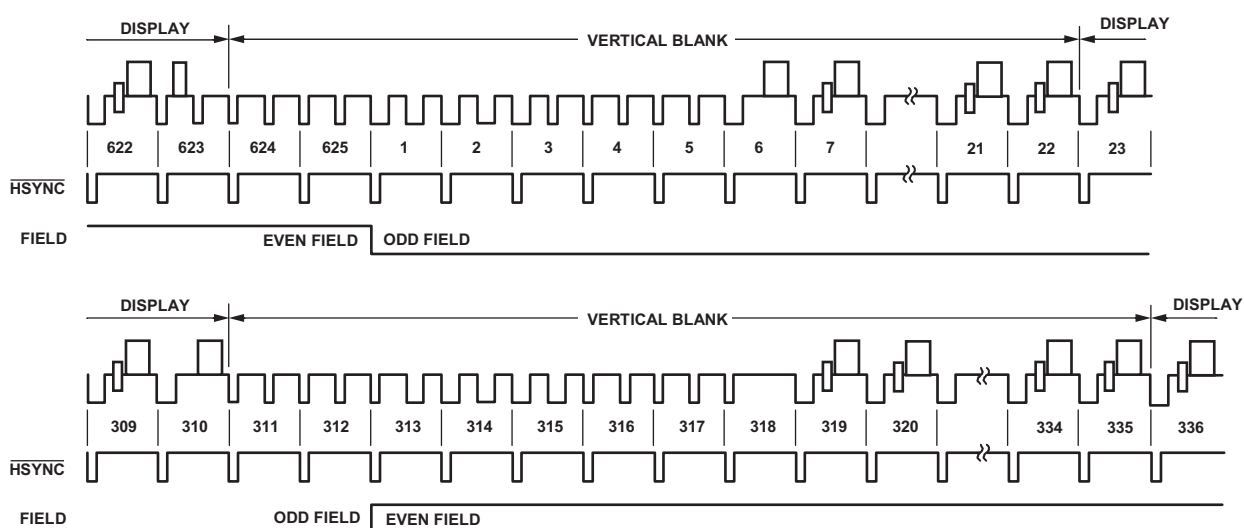 DISPLAY VERTICAL BLANK DISPLAY
622 623 624 625 1 2 3 4 5 6 7 21 22 23
HSYNC
FIELD EVEN FIELD ODD FIELD
DISPLAY VERTICAL BLANK DISPLAY
309 310 311 312 313 314 315 316 317 318 319 320 334 335 336
HSYNC
FIELD ODD FIELD EVEN FIELD